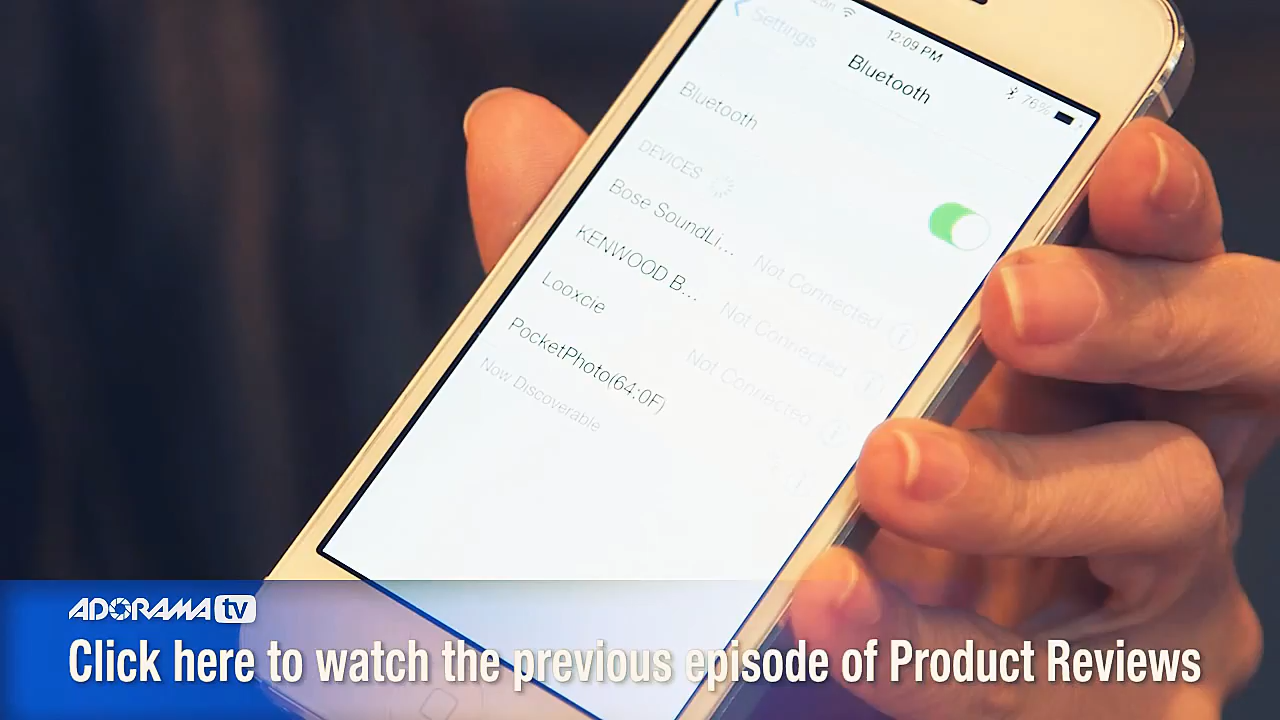 12:09 PM
76%
Settings
Bluetooth
Bluetooth
DEVICES
Bose SoundLi... Not Connected
KENWOOD B... Not Connected
Looxcie Not Connected
PocketPhoto(64:0F)
Now Discoverable
ADORAMA tv
Click here to watch the previous episode of Product Reviews